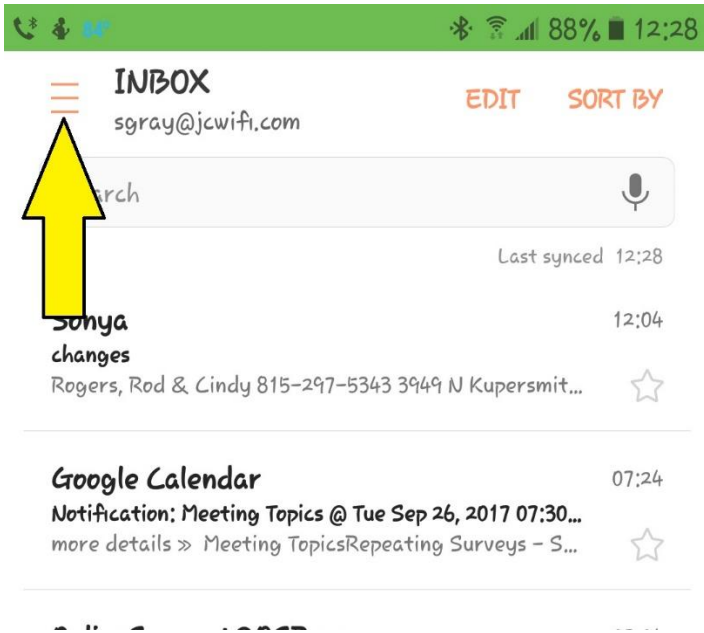 84° 88% 12:28
INBOX
EDIT SORT BY
sgray@jcwifi.com
Last synced 12:28
Sonya 12:04
changes
Rogers, Rod & Cindy 815-297-5343 3949 N Kupersmit...
Google Calendar 07:24
Notification: Meeting Topics @ Tue Sep 26, 2017 07:30...
more details » Meeting TopicsRepeating Surveys - S...